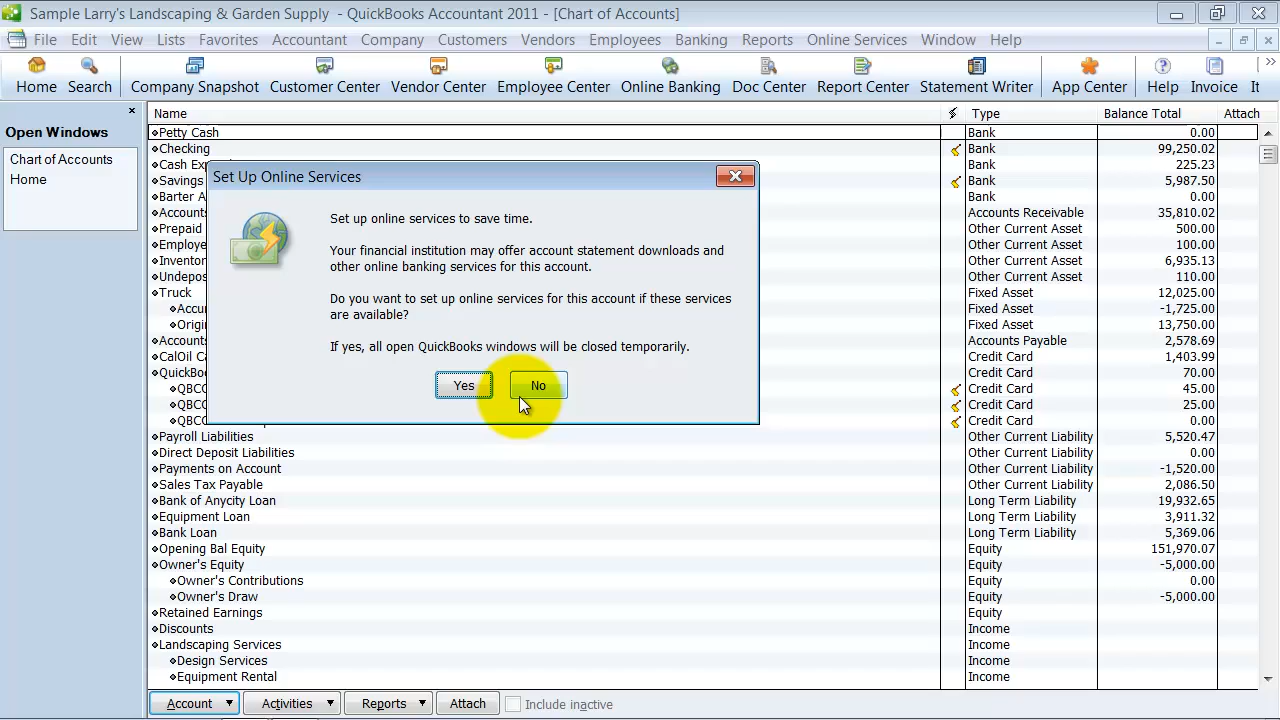 Sample Larry's Landscaping & Garden Supply - QuickBooks Accountant 2011 - [Chart of Accounts]
File Edit View Lists Favorites Accountant Company Customers Vendors Employees Banking Reports Online Services Window Help
Home Search Company Snapshot Customer Center Vendor Center Employee Center Online Banking Doc Center Report Center Statement Writer App Center Help Invoice It
Open Windows
Chart of Accounts
Home
Name Type Balance Total Attach
Petty Cash Bank 0.00
Checking Bank 99,250.02
Cash Exp Bank 225.23
Savings Bank 5,987.50
Barter A Bank 0.00
Accounts Accounts Receivable 35,810.02
Prepaid Other Current Asset 500.00
Employe Other Current Asset 100.00
Inventor Other Current Asset 6,935.13
Undepos Other Current Asset 110.00
Truck Fixed Asset 12,025.00
Accu Fixed Asset -1,725.00
Origi Fixed Asset 13,750.00
Accounts Accounts Payable 2,578.69
CalOil Ca Credit Card 1,403.99
QuickBo Credit Card 70.00
QBCC Credit Card 45.00
QBCC Credit Card 25.00
QBCC Credit Card 0.00
Payroll Liabilities Other Current Liability 5,520.47
Direct Deposit Liabilities Other Current Liability 0.00
Payments on Account Other Current Liability -1,520.00
Sales Tax Payable Other Current Liability 2,086.50
Bank of Anycity Loan Long Term Liability 19,932.65
Equipment Loan Long Term Liability 3,911.32
Bank Loan Long Term Liability 5,369.06
Opening Bal Equity Equity 151,970.07
Owner's Equity Equity -5,000.00
Owner's Contributions Equity 0.00
Owner's Draw Equity -5,000.00
Retained Earnings Equity
Discounts Income
Landscaping Services Income
Design Services Income
Equipment Rental Income
Set Up Online Services
Set up online services to save time.
Your financial institution may offer account statement downloads and
other online banking services for this account.
Do you want to set up online services for this account if these services
are available?
If yes, all open QuickBooks windows will be closed temporarily.
Yes No
Account Activities Reports Attach Include inactive